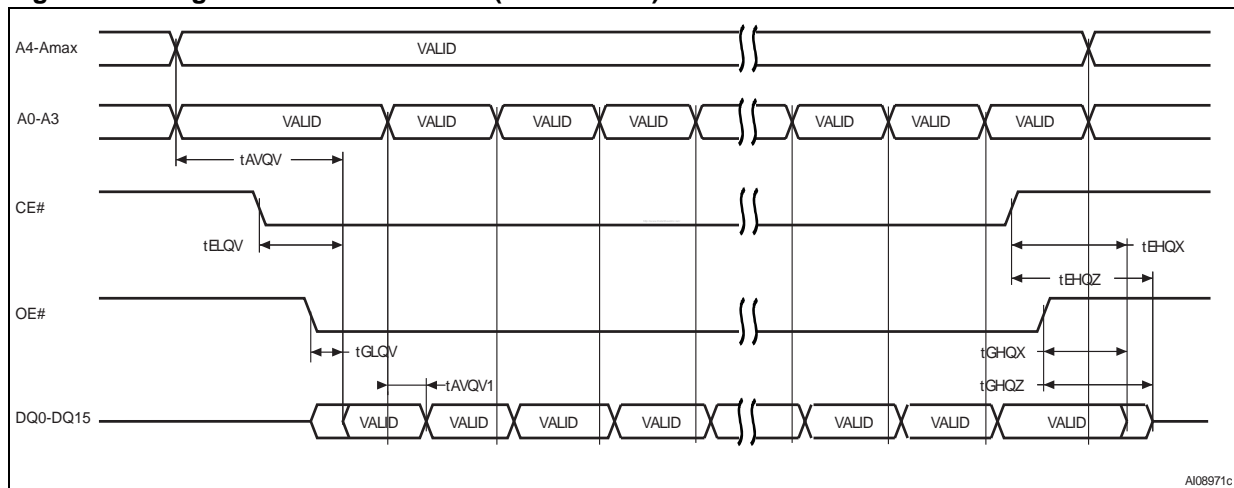 A4-Amax
VALID
A0-A3
VALID VALID VALID VALID VALID VALID VALID
tAVQV
CE#
tELQV
tEHQX
tEHQZ
OE#
tGLQV
tGHQX
tAVQV1
tGHQZ
DQ0-DQ15
VALID VALID VALID VALID VALID VALID VALID
AI08971c